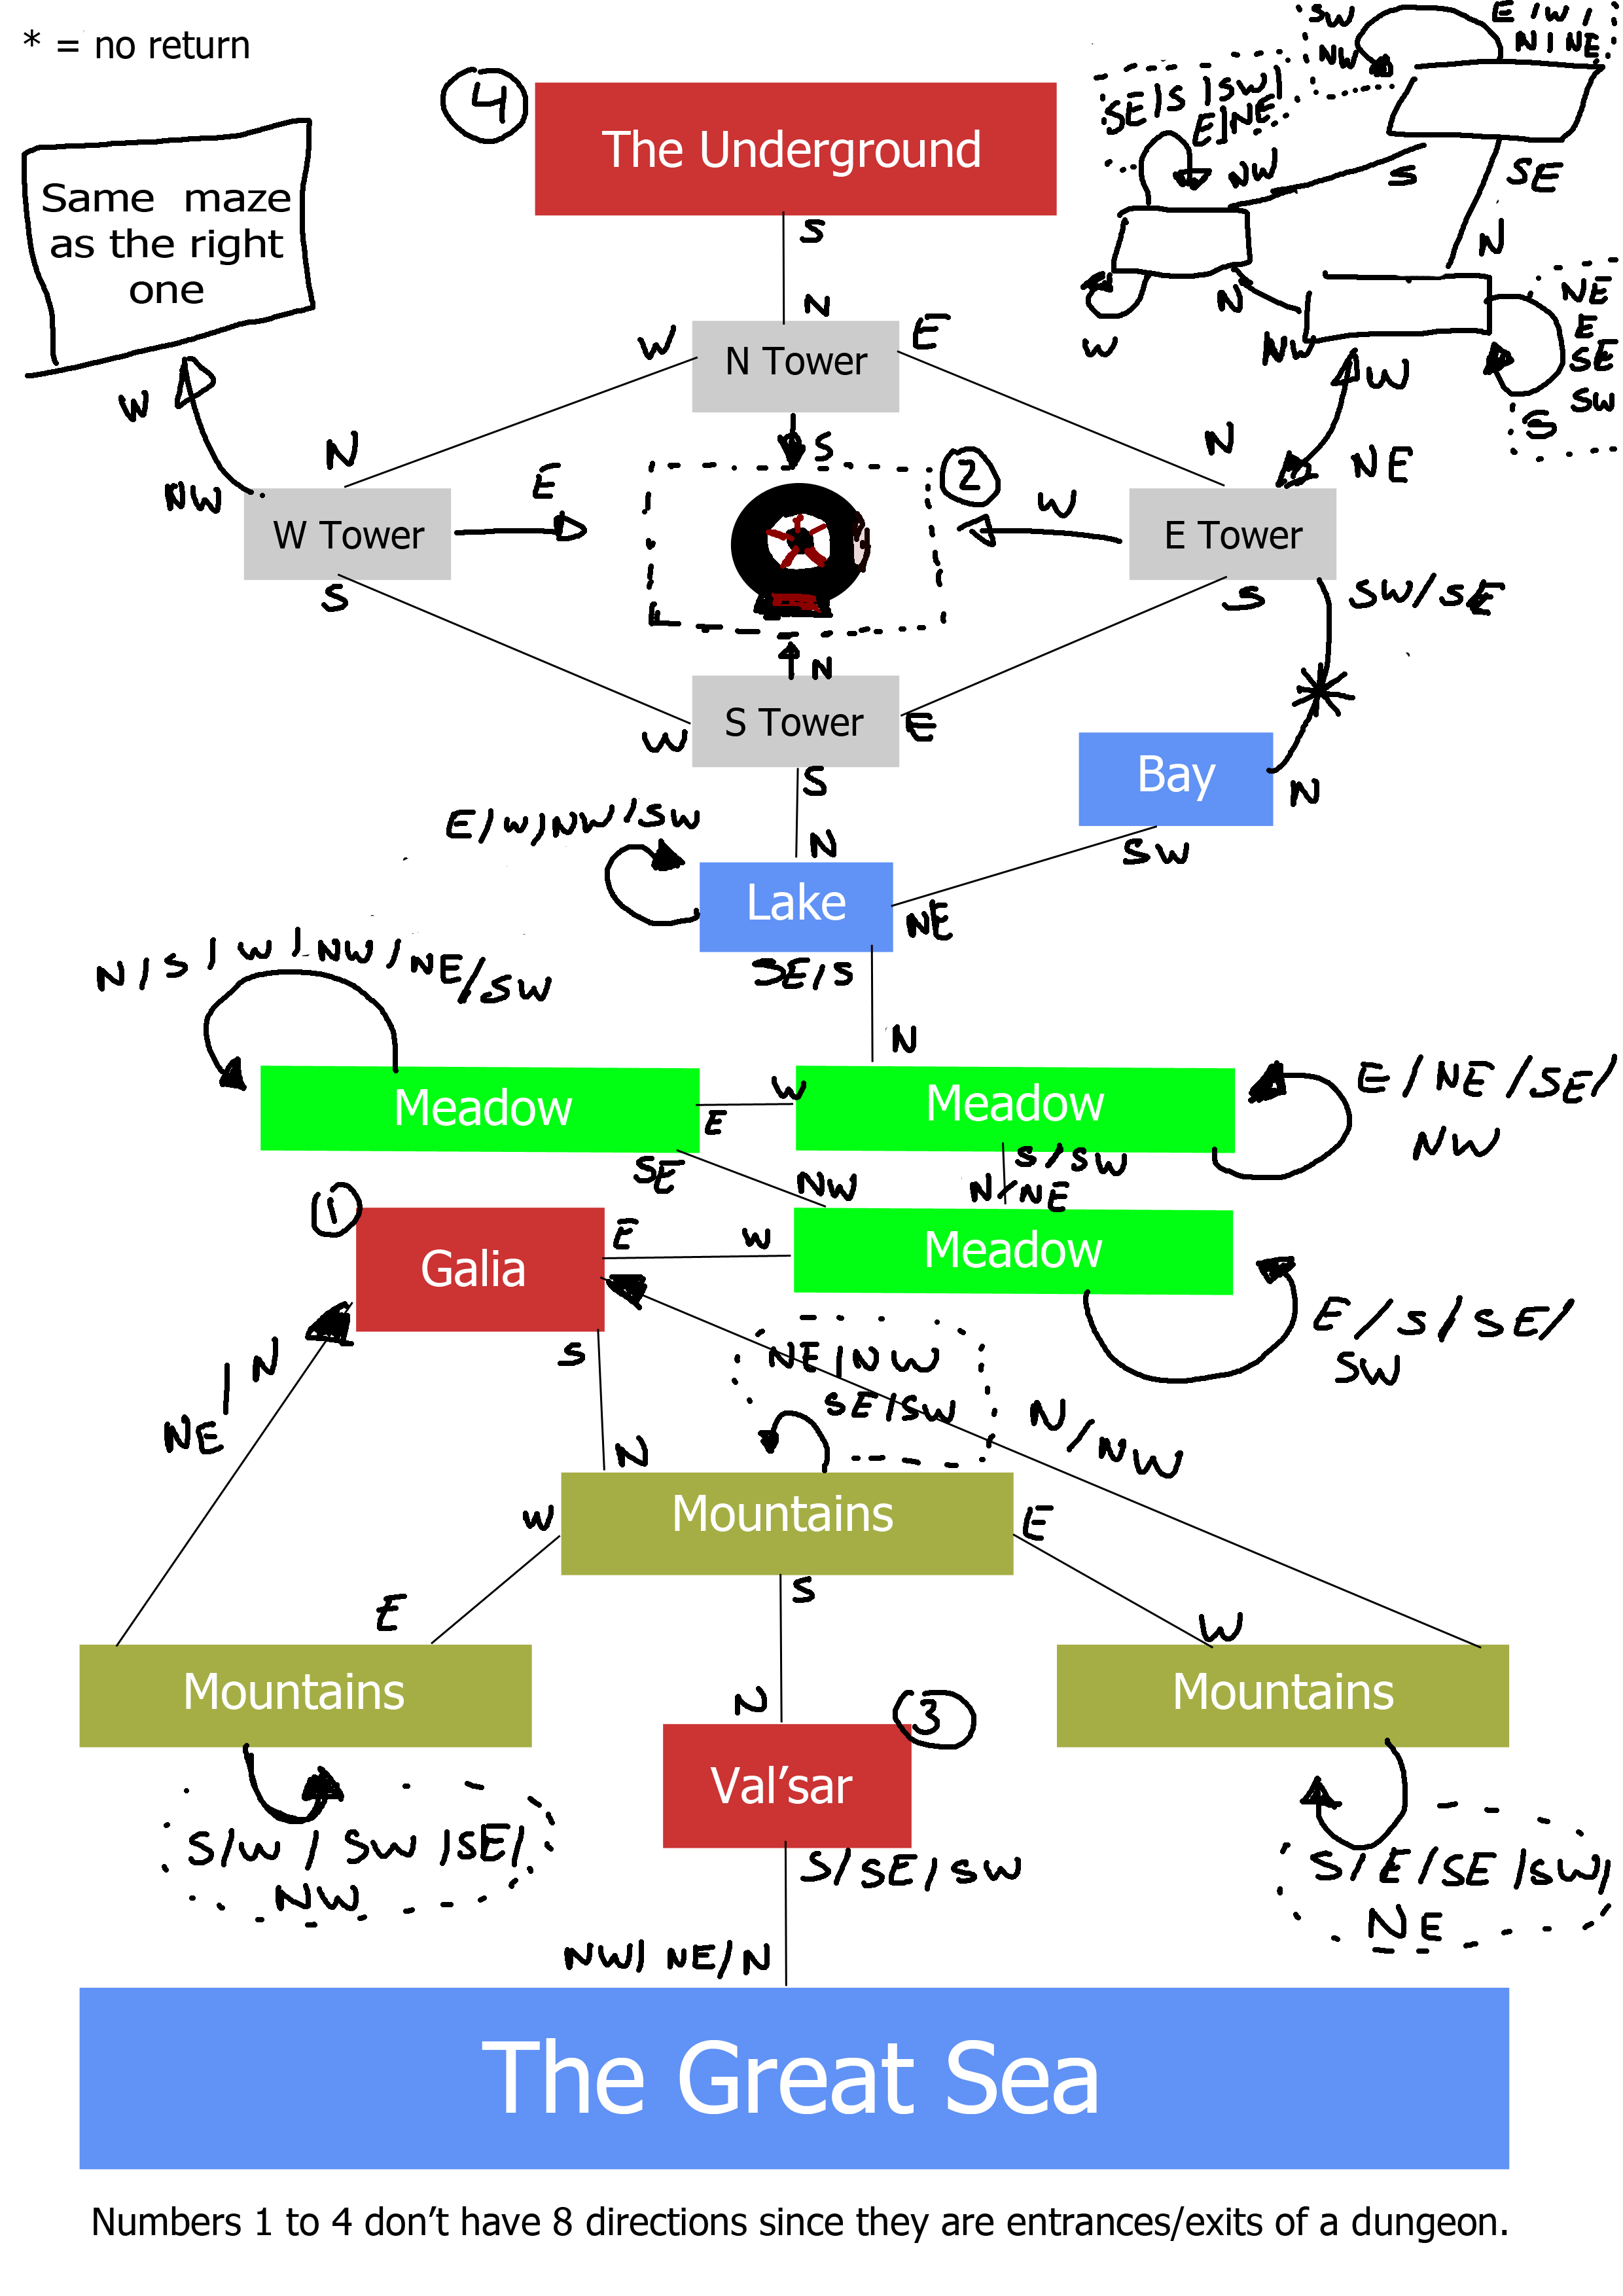 * = no return
SW
E/W/
NW
N/NE
4
The Underground
SE/S/SW/
E/NE
Same maze
as the right
one
NW
S
SE
S
N
N
N
W
E
N Tower
W
NW
W
NE
E
SE
SW
S
W
N
S
N
NE
NW
E
2
W
W Tower
E Tower
S
S
SW/SE
N
S Tower
W
E
Bay
S
N
E/W/NW/SW
N
SW
Lake
NE
SE/S
N/S/W/NW/NE/SW
N
Meadow
W
Meadow
E/NE/SE/
NW
E
SE
S/SW
NW
N/NE
1
Galia
E
W
Meadow
E/S/SE/
SW
S
NE/N
NE/NW
SE/SW
N/NW
N
W
Mountains
E
S
E
W
Mountains
N
3
Mountains
Val’sar
S/W/SW/SE/
NW
S/SE/SW
S/E/SE/SW/
NE
NW/NE/N
The Great Sea
Numbers 1 to 4 don’t have 8 directions since they are entrances/exits of a dungeon.